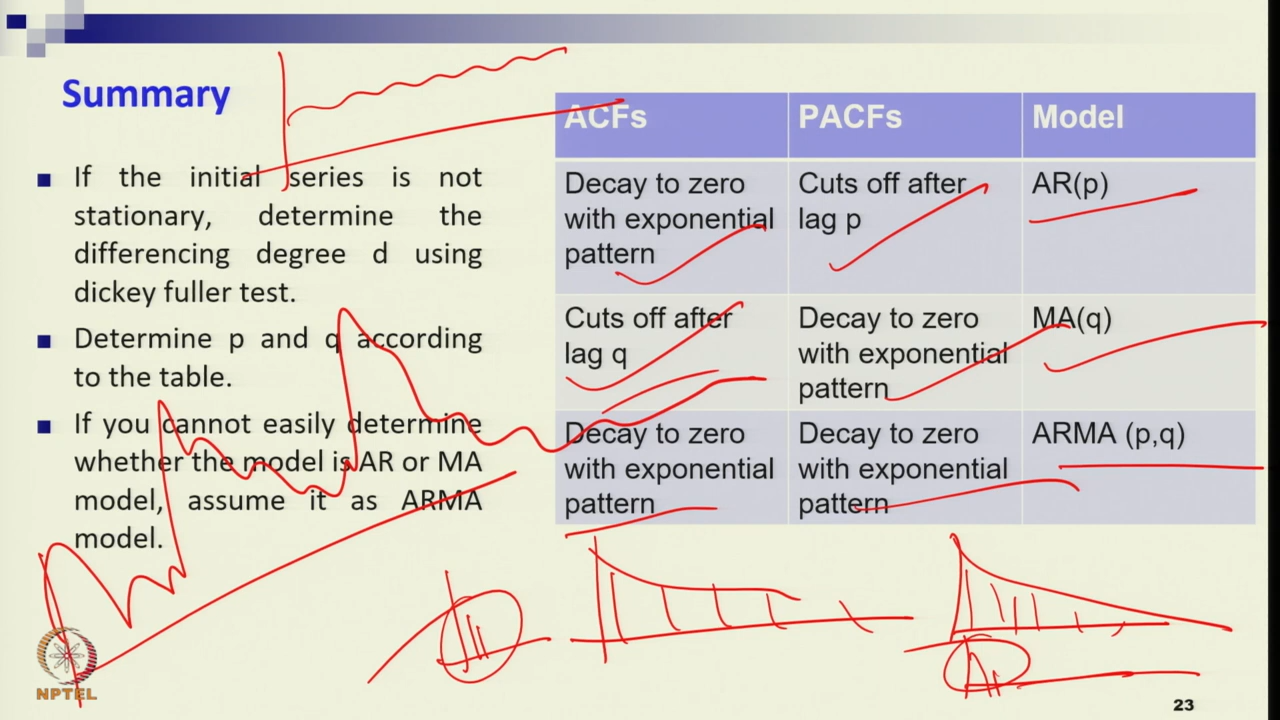 Summary
If the initial series is not
stationary, determine the
differencing degree d using
dickey fuller test.
Determine p and q according
to the table.
If you cannot easily determine
whether the model is AR or MA
model, assume it as ARMA
model.
ACFs PACFs Model
Decay to zero
with exponential
pattern
Cuts off after
lag p
AR(p)
Cuts off after
lag q
Decay to zero
with exponential
pattern
MA(q)
Decay to zero
with exponential
pattern
Decay to zero
with exponential
pattern
ARMA (p,q)
NPTEL
23